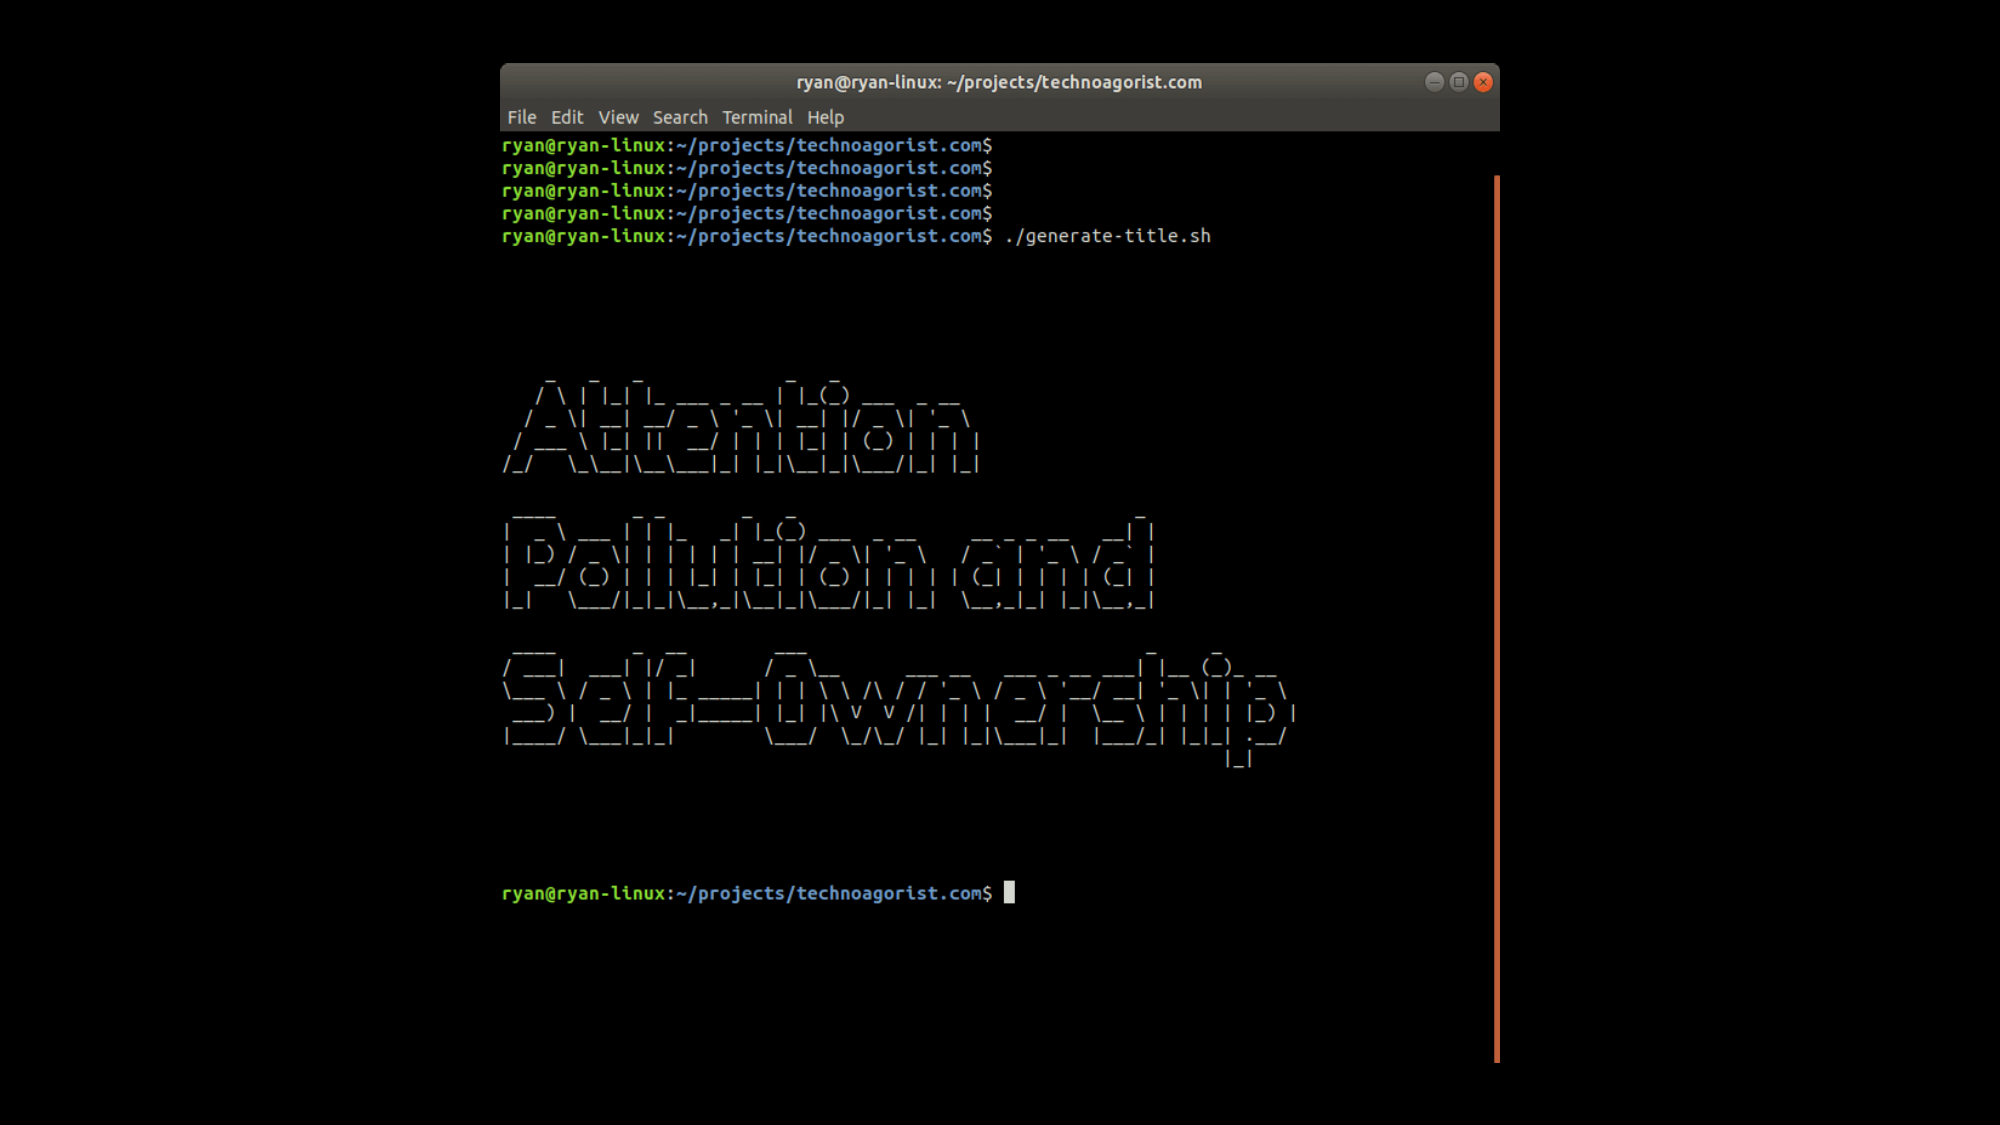 ryan@ryan-linux: ~/projects/technoagorist.com
File Edit View Search Terminal Help
ryan@ryan-linux:~/projects/technoagorist.com$
ryan@ryan-linux:~/projects/technoagorist.com$
ryan@ryan-linux:~/projects/technoagorist.com$
ryan@ryan-linux:~/projects/technoagorist.com$
ryan@ryan-linux:~/projects/technoagorist.com$ ./generate-title.sh
Attention
Pollution and
Self-Ownership
ryan@ryan-linux:~/projects/technoagorist.com$